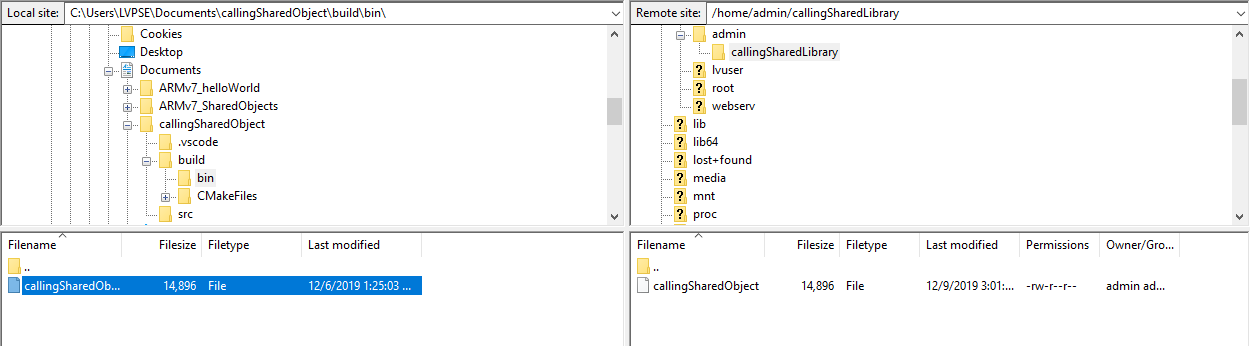 Local site: C:\Users\LVPSE\Documents\callingSharedObject\build\bin\
Cookies
Desktop
Documents
ARMv7_helloWorld
ARMv7_SharedObjects
callingSharedObject
.vscode
build
bin
CMakeFiles
src
Filename Filesize Filetype Last modified
..
callingSharedOb... 14,896 File 12/6/2019 1:25:03 ...
Remote site: /home/admin/callingSharedLibrary
admin
callingSharedLibrary
lvuser
root
webserv
lib
lib64
lost+found
media
mnt
proc
Filename Filesize Filetype Last modified Permissions Owner/Gro...
..
callingSharedObject 14,896 File 12/9/2019 3:01:... -rw-r--r-- admin ad...